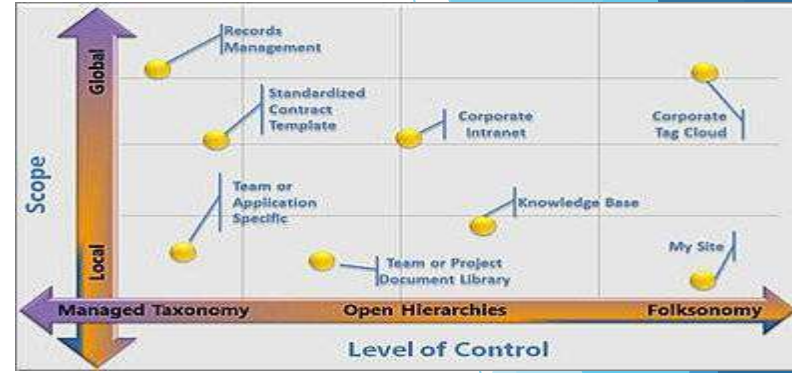 Records
Management
Global
Standardized
Contract
Template
Corporate
Intranet
Corporate
Tag Cloud
Scope
Team or
Application
Specific
Knowledge Base
Local
Team or Project
Document Library
My Site
Managed Taxonomy
Open Hierarchies
Folksonomy
Level of Control